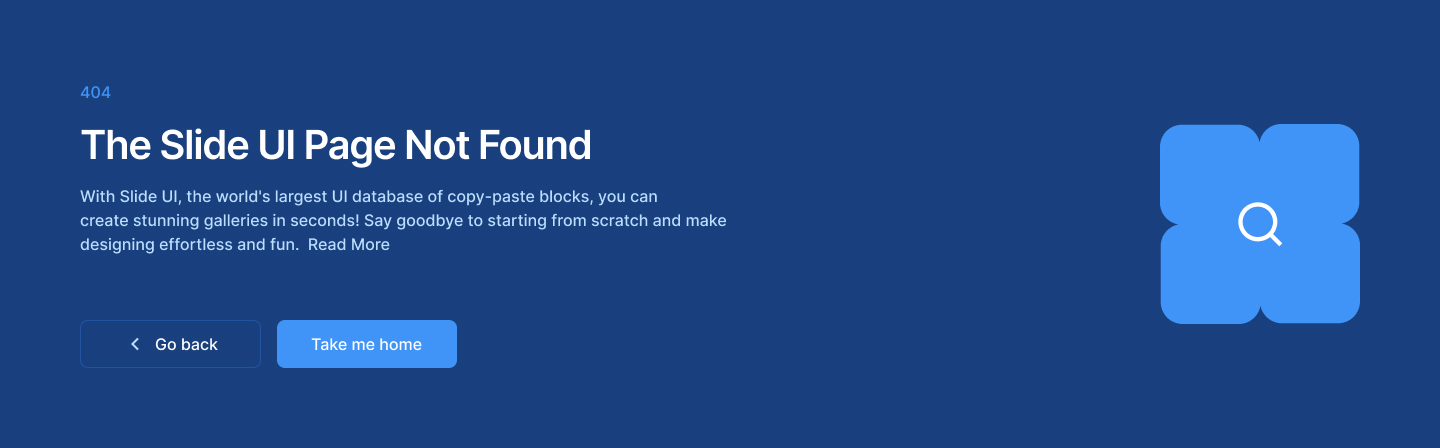 404
The Slide UI Page Not Found
With Slide UI, the world's largest UI database of copy-paste blocks, you can
create stunning galleries in seconds! Say goodbye to starting from scratch and make
designing effortless and fun.  Read More
Go back
Take me home